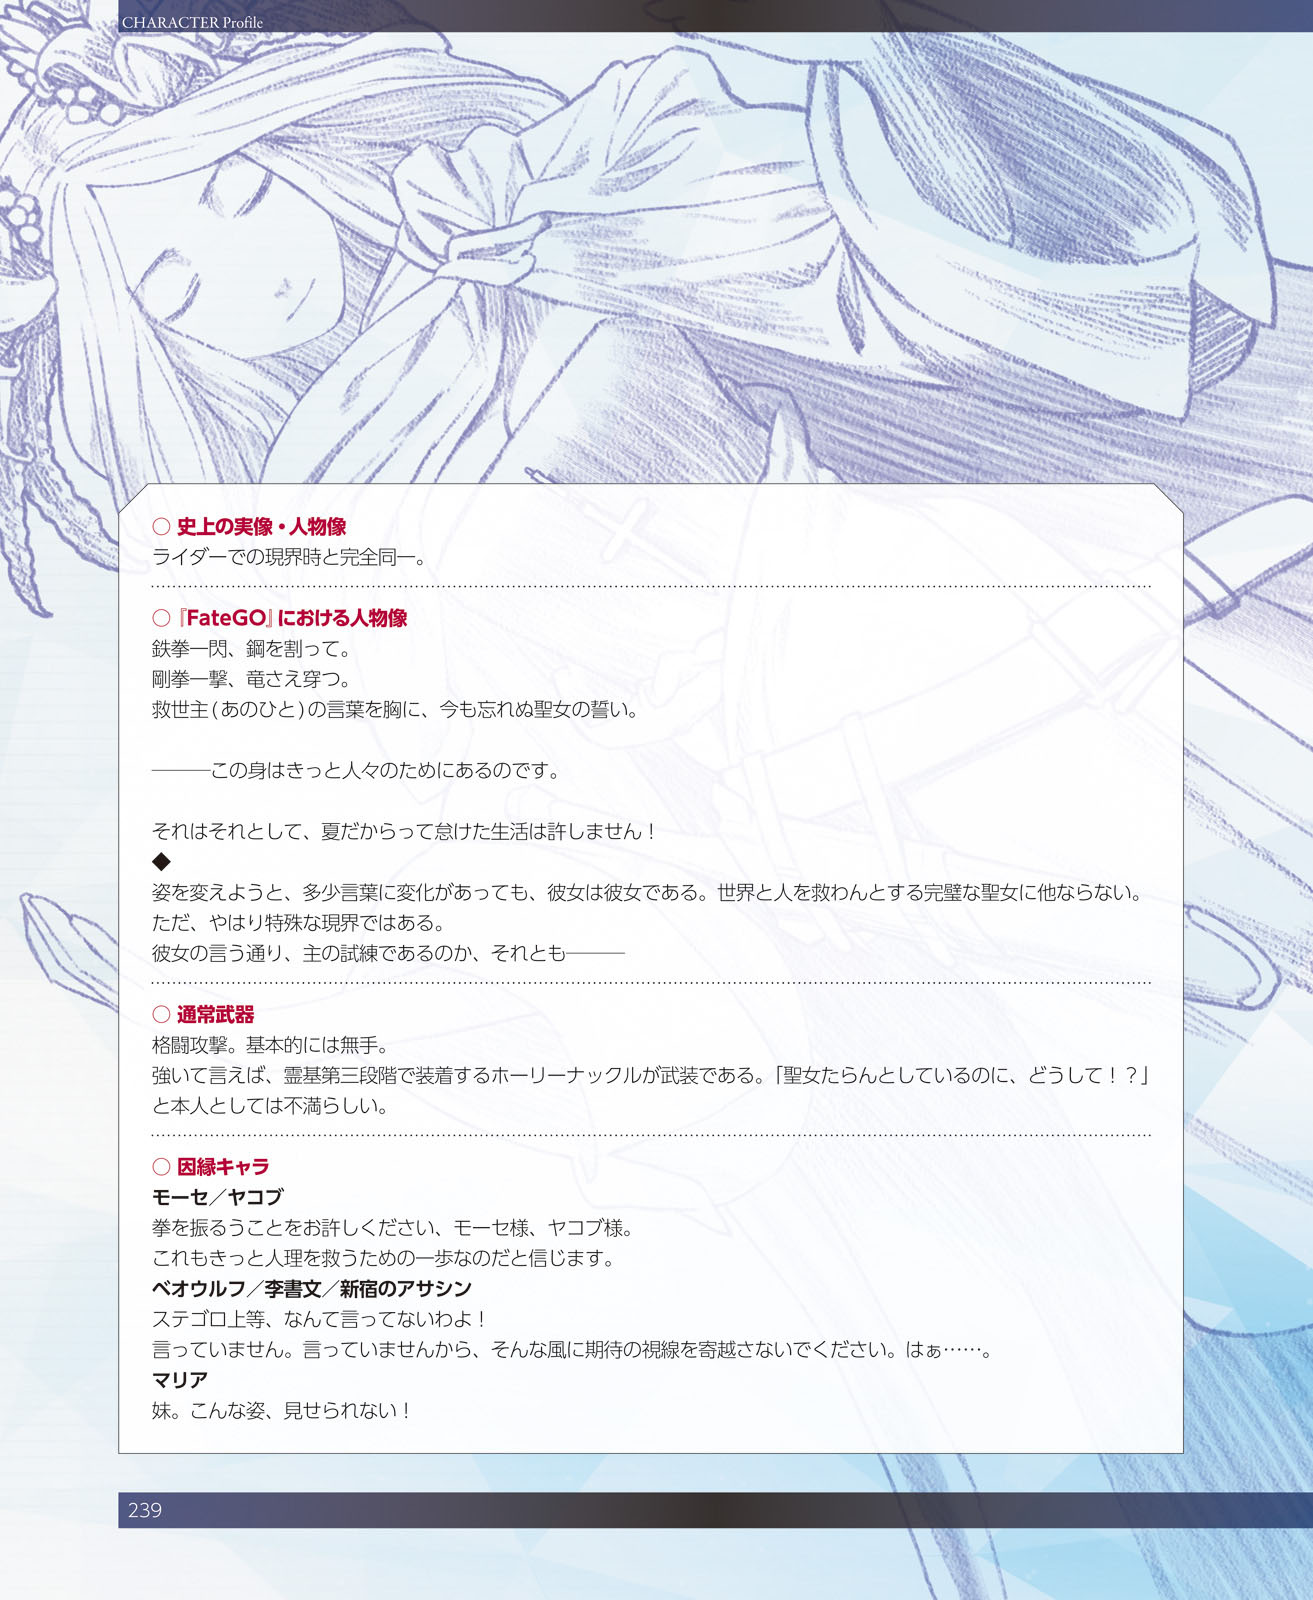 CHARACTER Profile
○ 史上の実像・人物像
ライダーでの現界時と完全同一。
○ 『FateGO』における人物像
鉄拳一閃、鋼を割って。
剛拳一撃、竜さえ穿つ。
救世主(あのひと)の言葉を胸に、今も忘れぬ聖女の誓い。
―――この身はきっと人々のためにあるのです。
それはそれとして、夏だからって怠けた生活は許しません！
◆
姿を変えようと、多少言葉に変化があっても、彼女は彼女である。世界と人を救わんとする完璧な聖女に他ならない。
ただ、やはり特殊な現界ではある。
彼女の言う通り、主の試練であるのか、それとも―――
○ 通常武器
格闘攻撃。基本的には無手。
強いて言えば、霊基第三段階で装着するホーリーナックルが武装である。「聖女たらんとしているのに、どうして！？」
と本人としては不満らしい。
○ 因縁キャラ
モーセ／ヤコブ
拳を振るうことをお許しください、モーセ様、ヤコブ様。
これもきっと人理を救うための一歩なのだと信じます。
ベオウルフ／李書文／新宿のアサシン
ステゴロ上等、なんて言ってないわよ！
言っていません。言っていませんから、そんな風に期待の視線を寄越さないでください。はぁ……。
マリア
妹。こんな姿、見せられない！
239